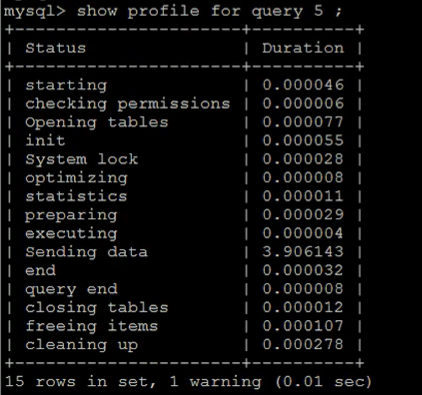 mysql> show profile for query 5 ;
+----------------------+----------+
| Status               | Duration |
+----------------------+----------+
| starting             | 0.000046 |
| checking permissions | 0.000006 |
| Opening tables       | 0.000077 |
| init                 | 0.000055 |
| System lock          | 0.000028 |
| optimizing           | 0.000008 |
| statistics           | 0.000011 |
| preparing            | 0.000029 |
| executing            | 0.000004 |
| Sending data         | 3.906143 |
| end                  | 0.000032 |
| query end            | 0.000008 |
| closing tables       | 0.000012 |
| freeing items        | 0.000107 |
| cleaning up          | 0.000278 |
+----------------------+----------+
15 rows in set, 1 warning (0.01 sec)